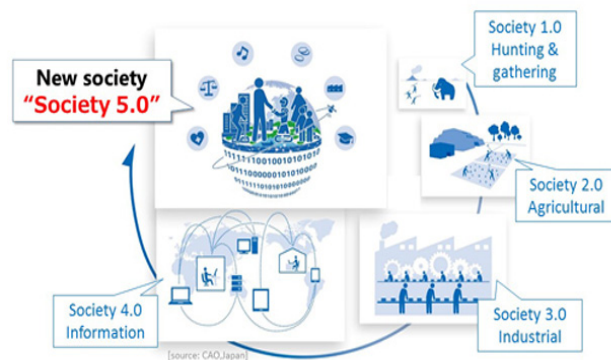 New society
“Society 5.0”
Society 1.0
Hunting &
gathering
Society 2.0
Agricultural
Society 3.0
Industrial
Society 4.0
Information
[source: CAO,Japan]